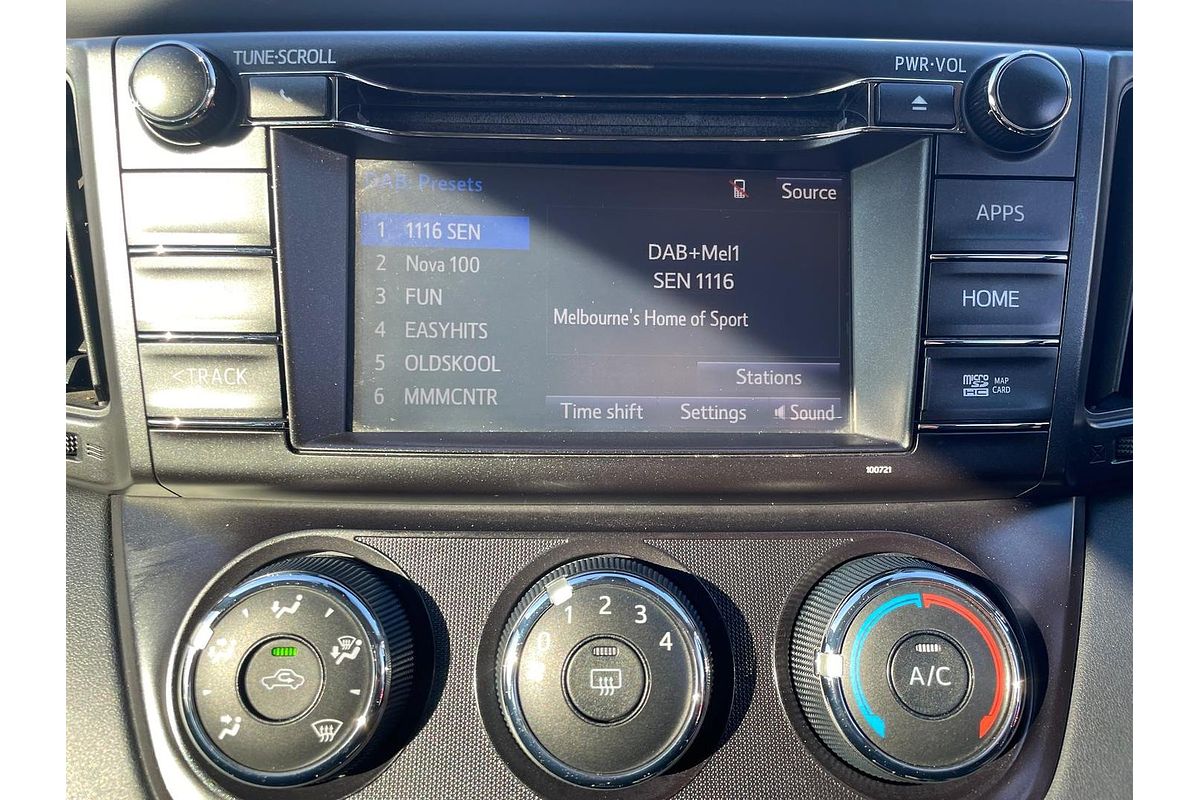 TUNE·SCROLL
PWR·VOL
DAB: Presets
Source
1 1116 SEN
2 Nova 100
3 FUN
4 EASYHITS
5 OLDSKOOL
6 MMMCNTR
DAB+Mel1
SEN 1116
Melbourne's Home of Sport
Stations
Time shift
Settings
Sound
<TRACK
APPS
HOME
micro SD HC
MAP CARD
100721
0 1 2 3 4
A/C